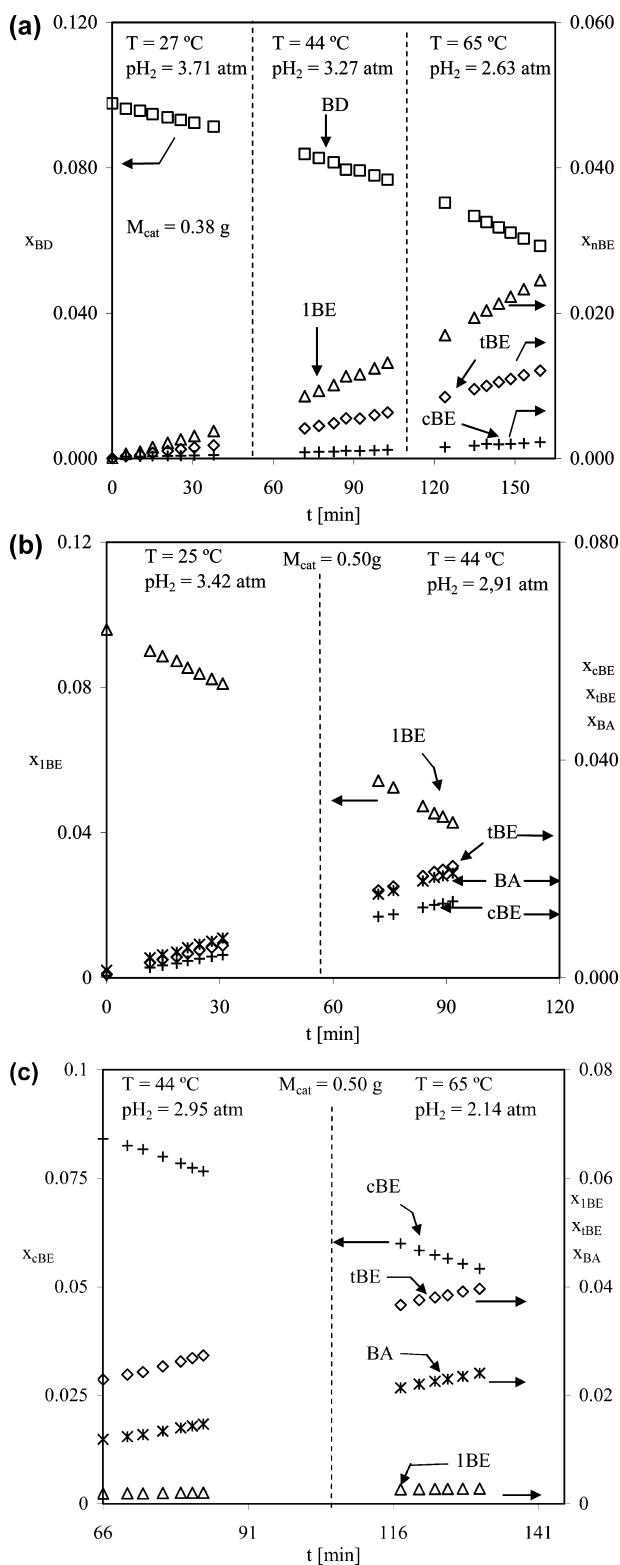 (a)
0.120
0.060
T = 27 ºC
T = 44 ºC
T = 65 ºC
pH2 = 3.71 atm
pH2 = 3.27 atm
pH2 = 2.63 atm
BD
0.080
0.040
Mcat = 0.38 g
xBD
xnBE
1BE
0.040
0.020
tBE
cBE
0.000
0.000
0
30
60
90
120
150
t [min]
(b)
0.12
0.080
T = 25 ºC
Mcat = 0.50g
T = 44 ºC
pH2 = 3.42 atm
pH2 = 2,91 atm
xcBE
0.08
xtBE
xBA
x1BE
1BE
0.040
0.04
tBE
BA
cBE
0
0.000
0
30
60
90
120
t [min]
(c)
0.1
0.08
T = 44 ºC
Mcat = 0.50 g
T = 65 ºC
pH2 = 2.95 atm
pH2 = 2.14 atm
0.075
0.06
cBE
x1BE
xtBE
xcBE
xBA
tBE
0.05
0.04
BA
0.025
0.02
1BE
0
0
66
91
116
141
t [min]